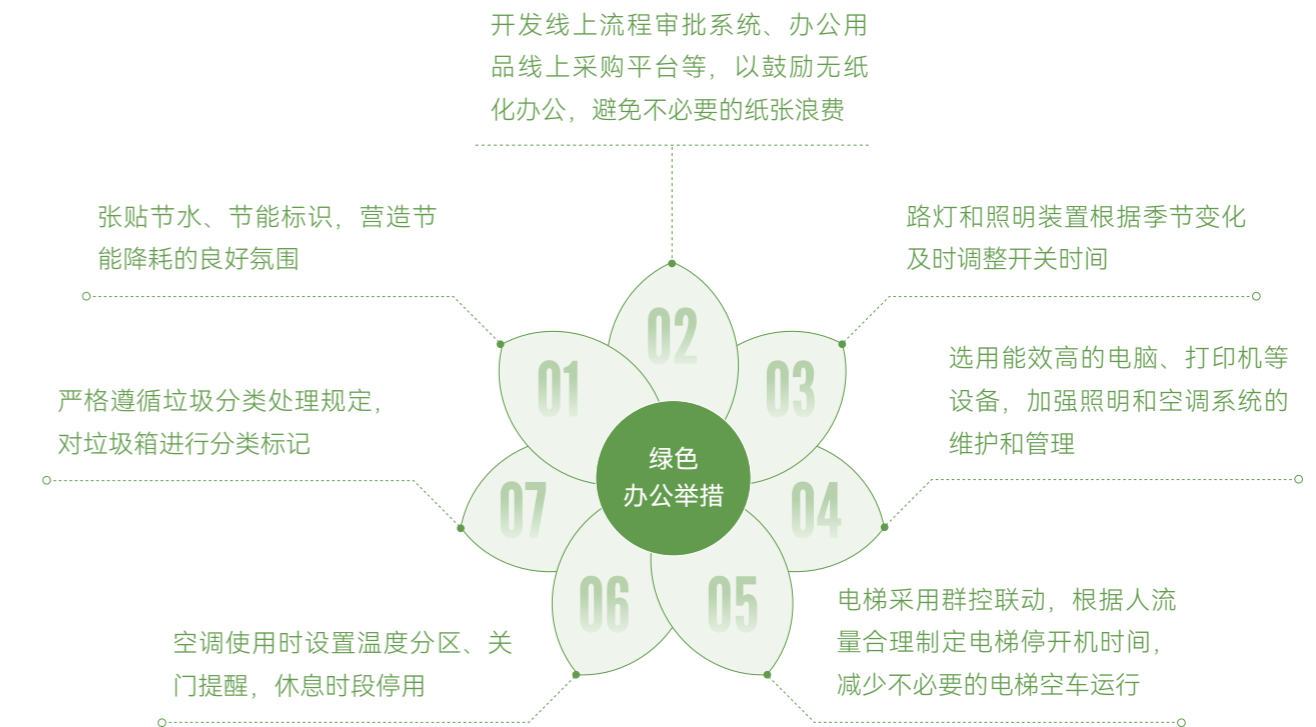 绿色
办公举措
01
张贴节水、节能标识，营造节
能降耗的良好氛围
02
开发线上流程审批系统、办公用
品线上采购平台等，以鼓励无纸
化办公，避免不必要的纸张浪费
03
路灯和照明装置根据季节变化
及时调整开关时间
04
选用能效高的电脑、打印机等
设备，加强照明和空调系统的
维护和管理
05
电梯采用群控联动，根据人流
量合理制定电梯停开机时间，
减少不必要的电梯空车运行
06
空调使用时设置温度分区、关
门提醒，休息时段停用
07
严格遵循垃圾分类处理规定，
对垃圾箱进行分类标记